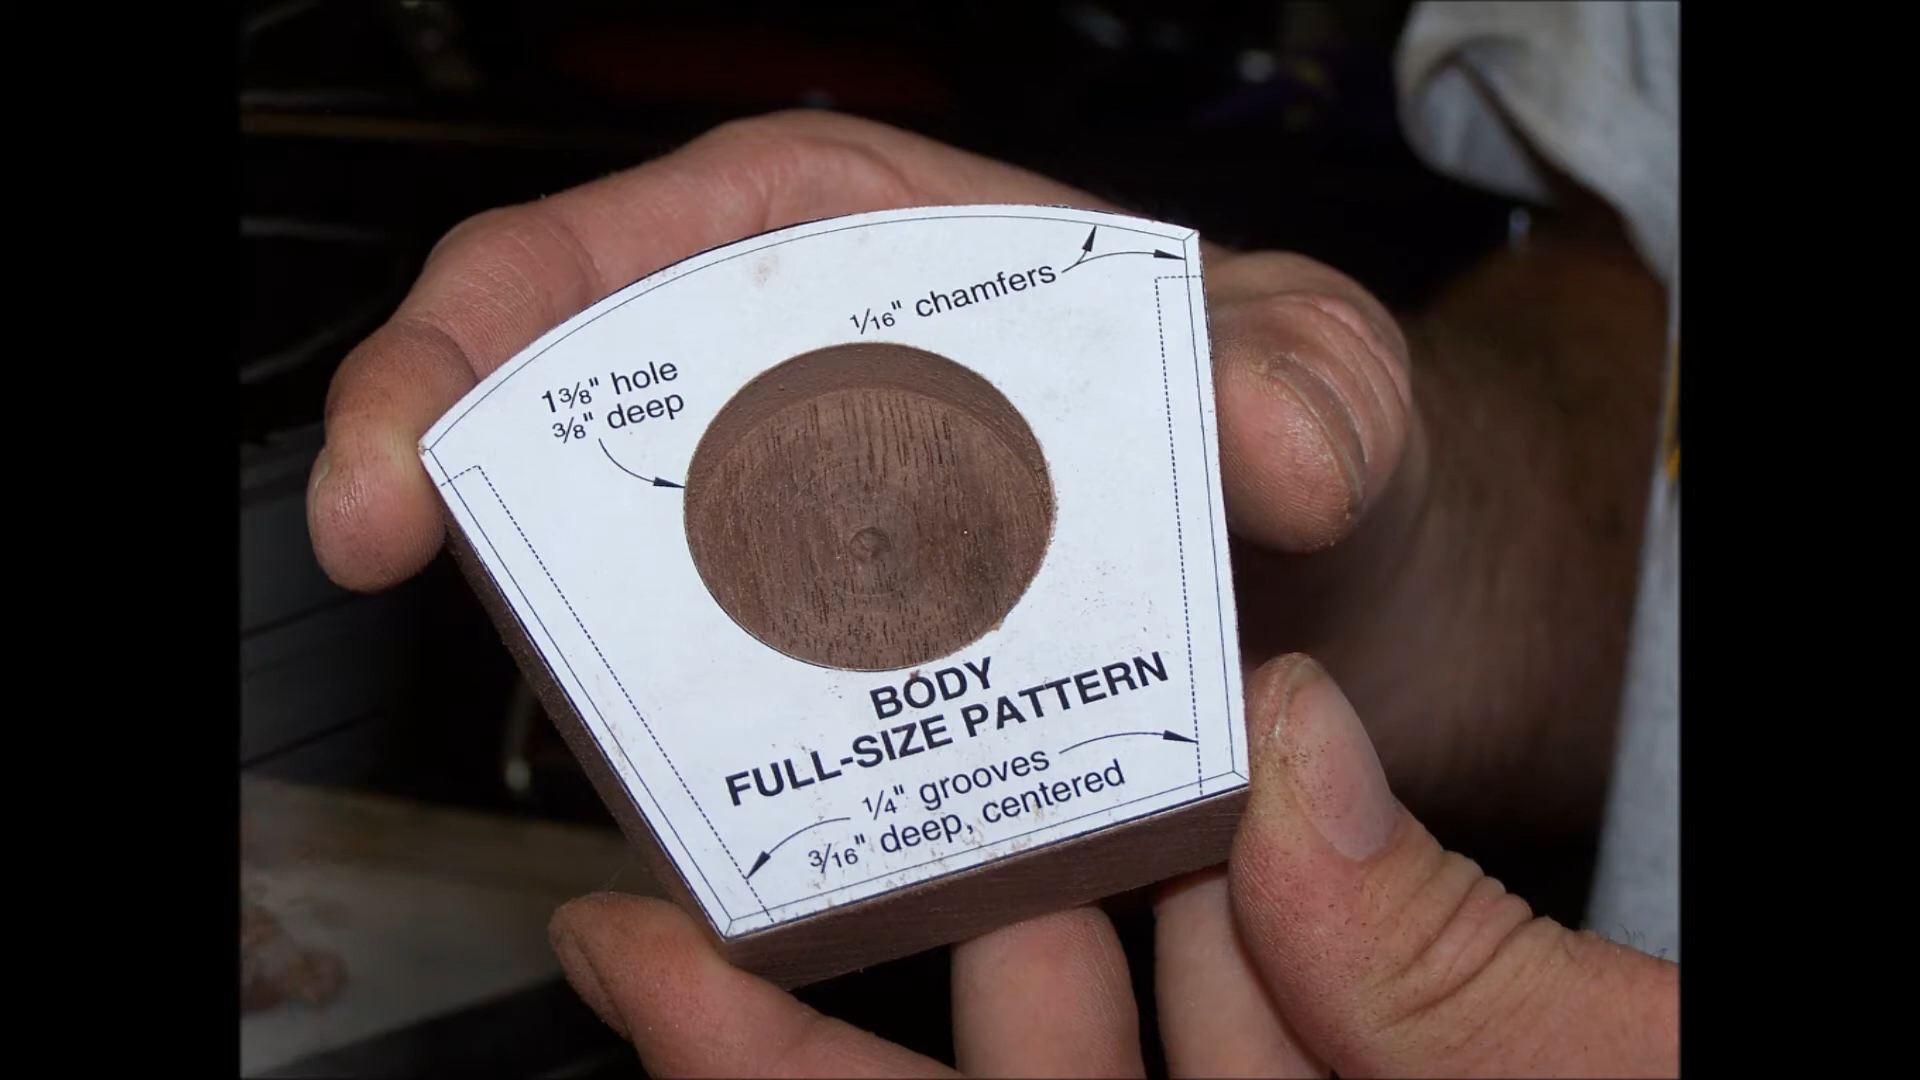 1/16" chamfers
1 3/8" hole
3/8" deep
BODY
FULL-SIZE PATTERN
1/4" grooves
3/16" deep, centered